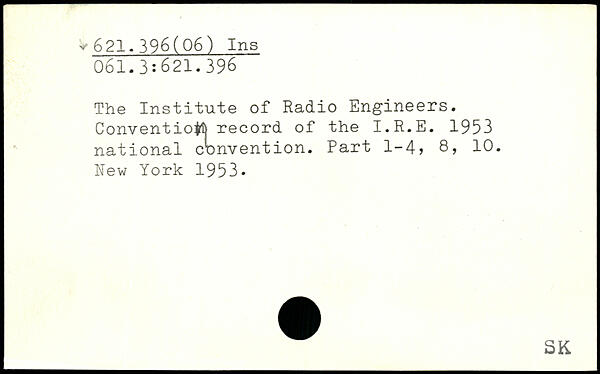 621.396(06) Ins
061.3:621.396
The Institute of Radio Engineers.
Convention record of the I.R.E. 1953
national convention. Part 1-4, 8, 10.
New York 1953.
SK